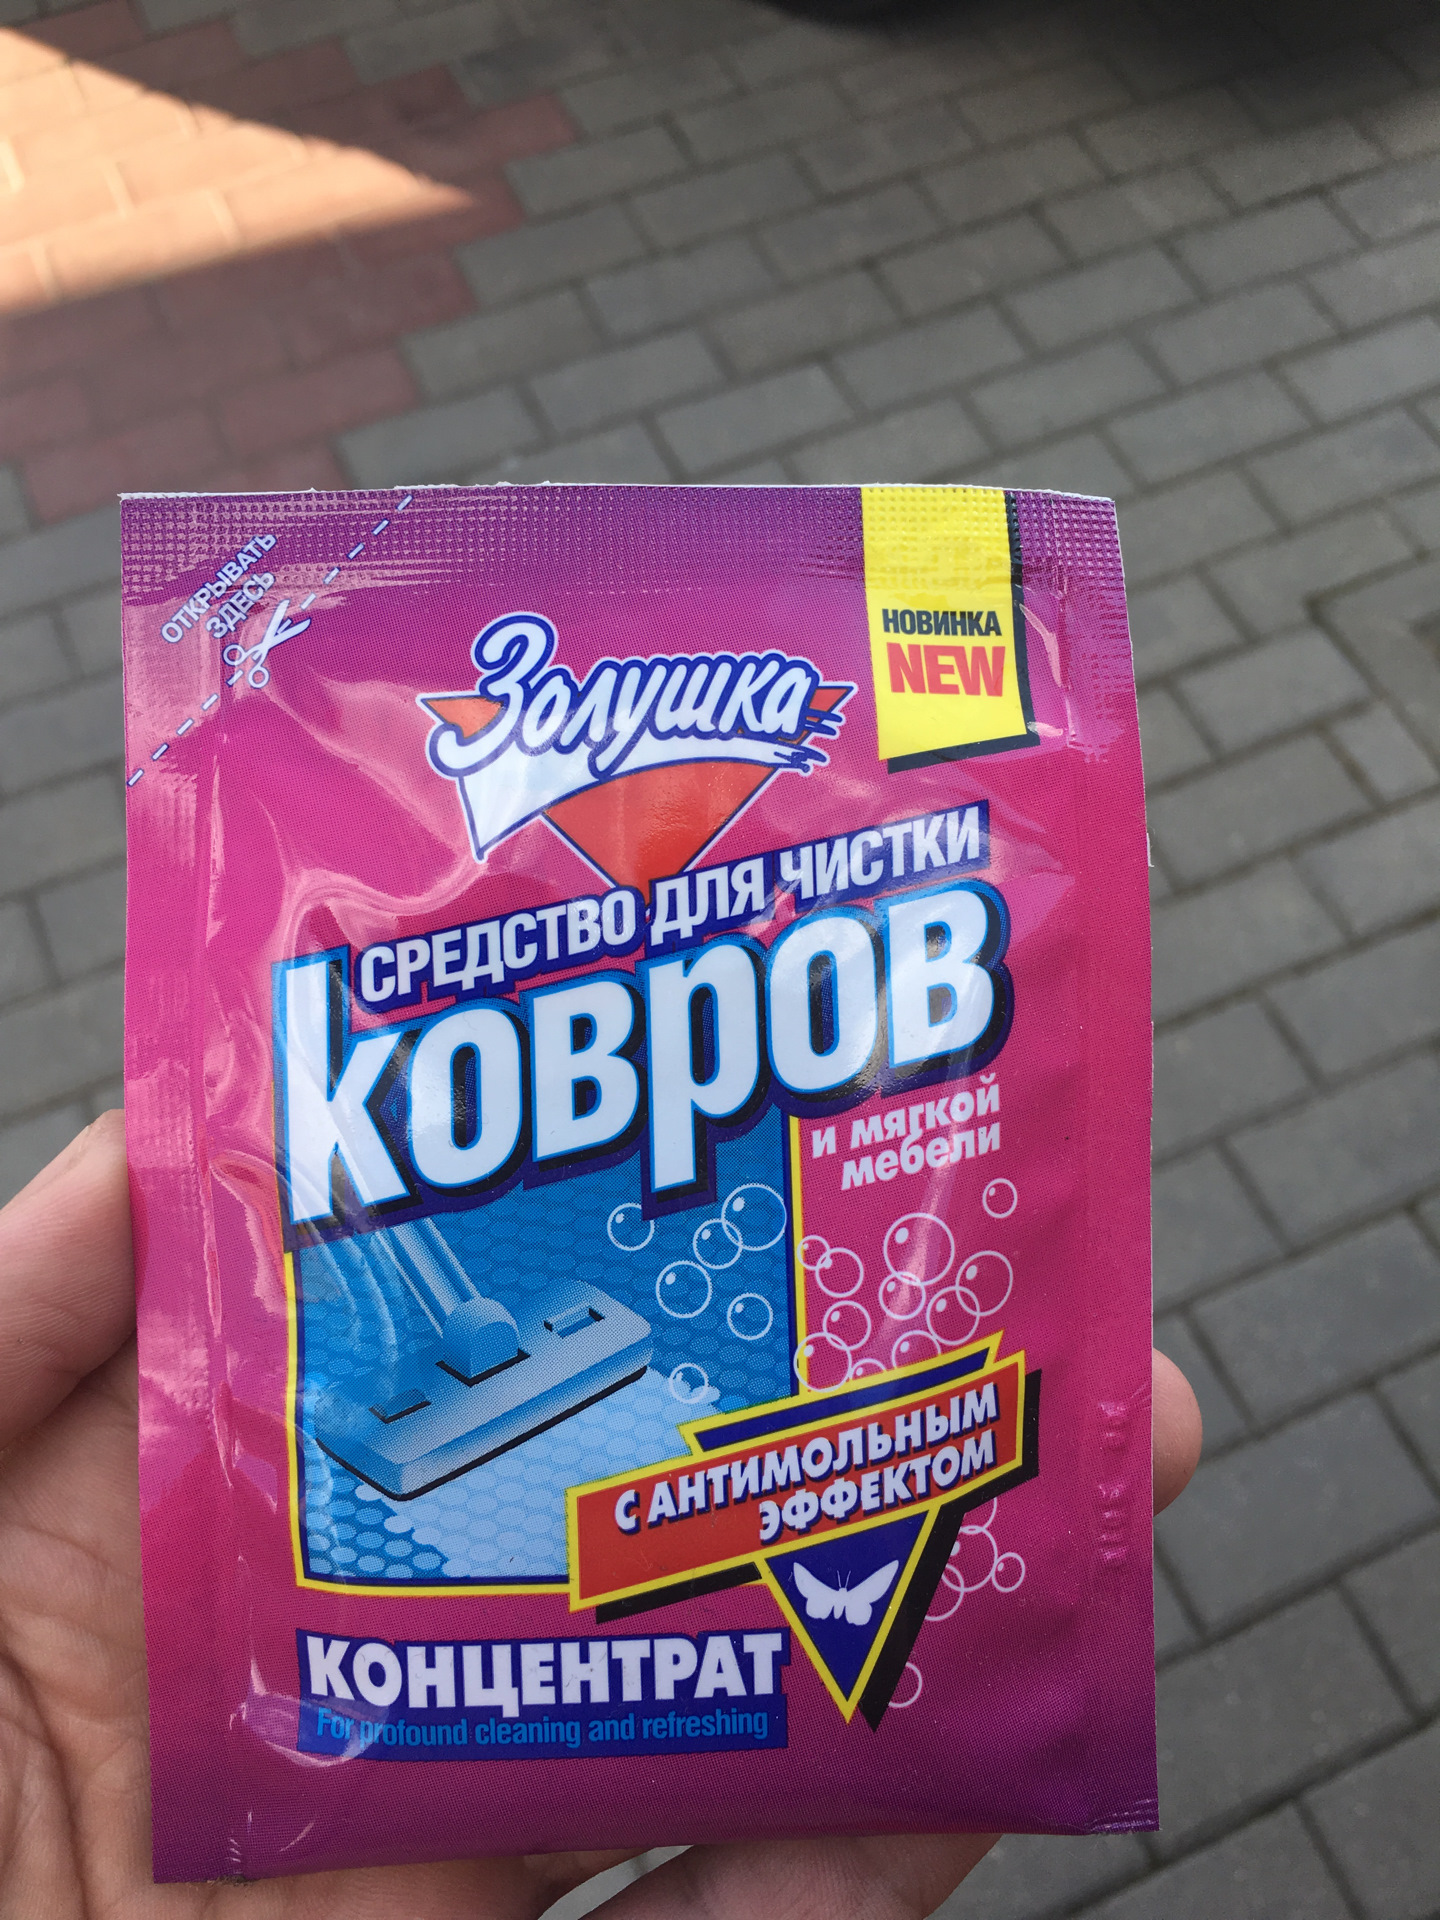 ОТКРЫВАТЬ
ЗДЕСЬ
НОВИНКА
NEW
Золушка
СРЕДСТВО ДЛЯ ЧИСТКИ
КОВРОВ
и мягкой
мебели
С АНТИМОЛЬНЫМ
ЭФФЕКТОМ
КОНЦЕНТРАТ
For profound cleaning and refreshing